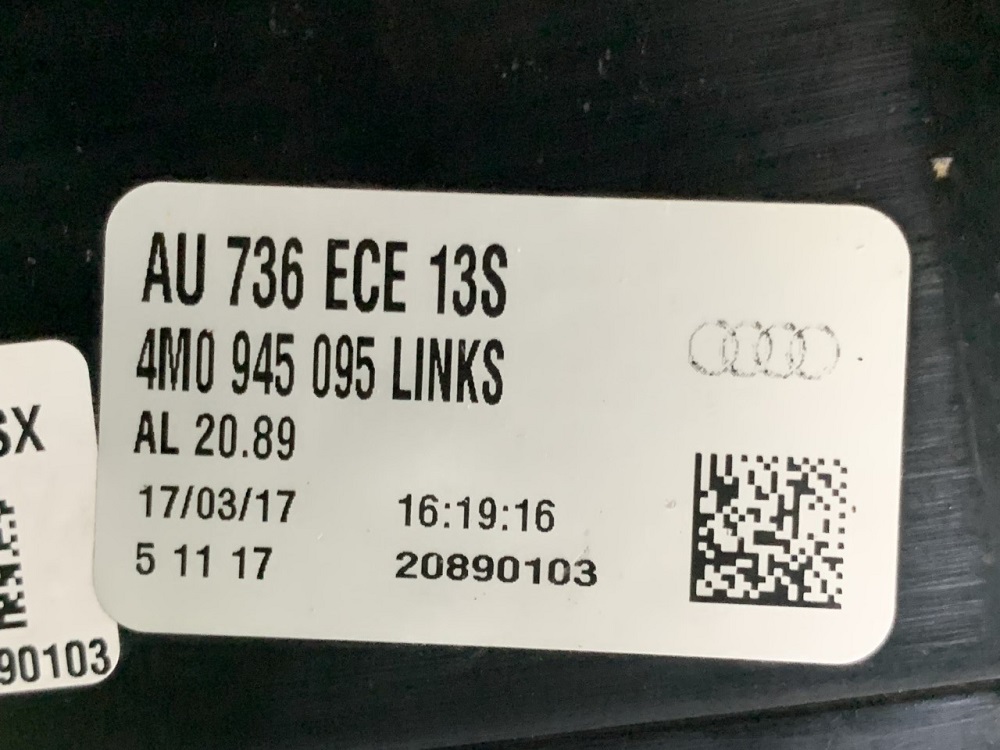 AU 736 ECE 13S
4M0 945 095 LINKS
AL 20.89
17/03/17 16:19:16
5 11 17 20890103
SX
90103